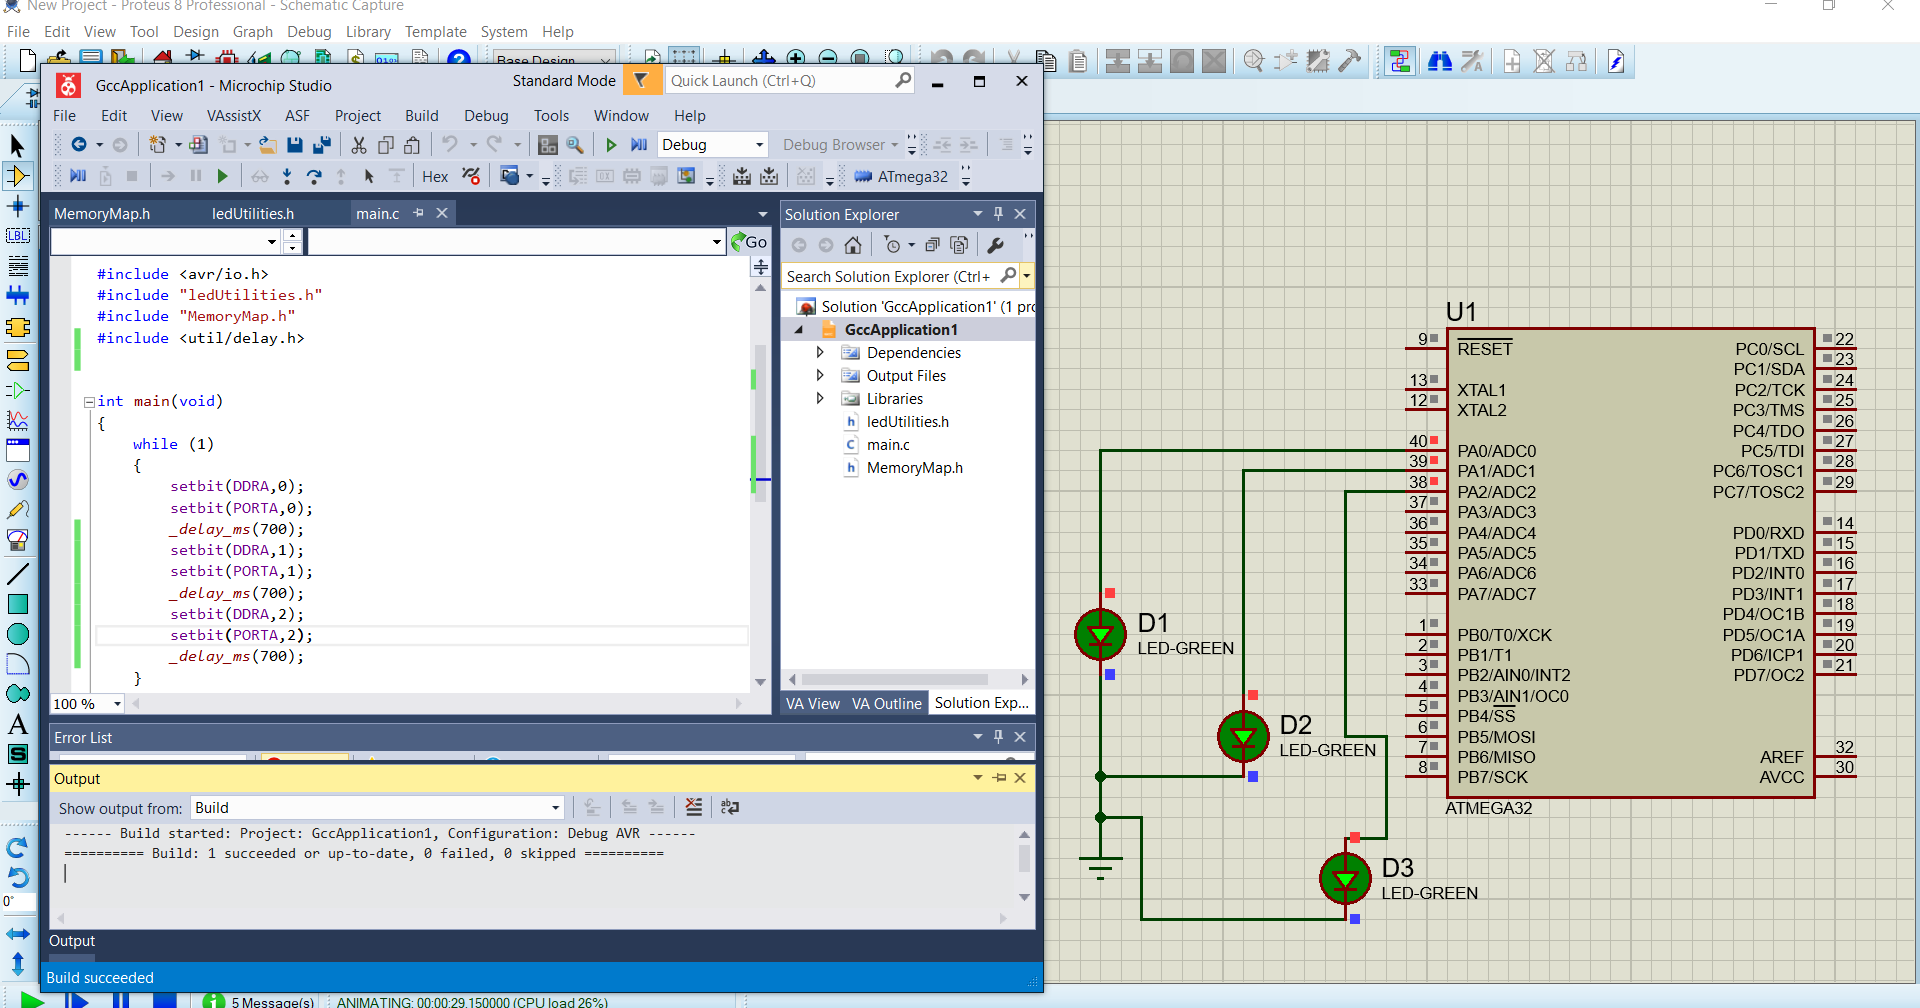 New Project - Proteus 8 Professional - Schematic Capture
File Edit View Tool Design Graph Debug Library Template System Help
Base Design
GccApplication1 - Microchip Studio
Standard Mode
Quick Launch (Ctrl+Q)
File Edit View VAssistX ASF Project Build Debug Tools Window Help
Debug
Debug Browser
Hex
ATmega32
MemoryMap.h
ledUtilities.h
main.c
Go
#include <avr/io.h>
#include "ledUtilities.h"
#include "MemoryMap.h"
#include <util/delay.h>
int main(void)
{
while (1)
{
setbit(DDRA,0);
setbit(PORTA,0);
_delay_ms(700);
setbit(DDRA,1);
setbit(PORTA,1);
_delay_ms(700);
setbit(DDRA,2);
setbit(PORTA,2);
_delay_ms(700);
}
100 %
Solution Explorer
Search Solution Explorer (Ctrl+
Solution 'GccApplication1' (1 pro
GccApplication1
Dependencies
Output Files
Libraries
ledUtilities.h
main.c
MemoryMap.h
VA View VA Outline Solution Exp...
Error List
Output
Show output from: Build
------ Build started: Project: GccApplication1, Configuration: Debug AVR ------
========== Build: 1 succeeded or up-to-date, 0 failed, 0 skipped ==========
Output
Build succeeded
5 Message(s)
ANIMATING: 00:00:29.150000 (CPU load 26%)
LBL
A
S
0°
U1
9 RESET
13 XTAL1
12 XTAL2
40 PA0/ADC0
39 PA1/ADC1
38 PA2/ADC2
37 PA3/ADC3
36 PA4/ADC4
35 PA5/ADC5
34 PA6/ADC6
33 PA7/ADC7
1 PB0/T0/XCK
2 PB1/T1
3 PB2/AIN0/INT2
4 PB3/AIN1/OC0
5 PB4/SS
6 PB5/MOSI
7 PB6/MISO
8 PB7/SCK
PC0/SCL 22
PC1/SDA 23
PC2/TCK 24
PC3/TMS 25
PC4/TDO 26
PC5/TDI 27
PC6/TOSC1 28
PC7/TOSC2 29
PD0/RXD 14
PD1/TXD 15
PD2/INT0 16
PD3/INT1 17
PD4/OC1B 18
PD5/OC1A 19
PD6/ICP1 20
PD7/OC2 21
AREF 32
AVCC 30
ATMEGA32
D1
LED-GREEN
D2
LED-GREEN
D3
LED-GREEN